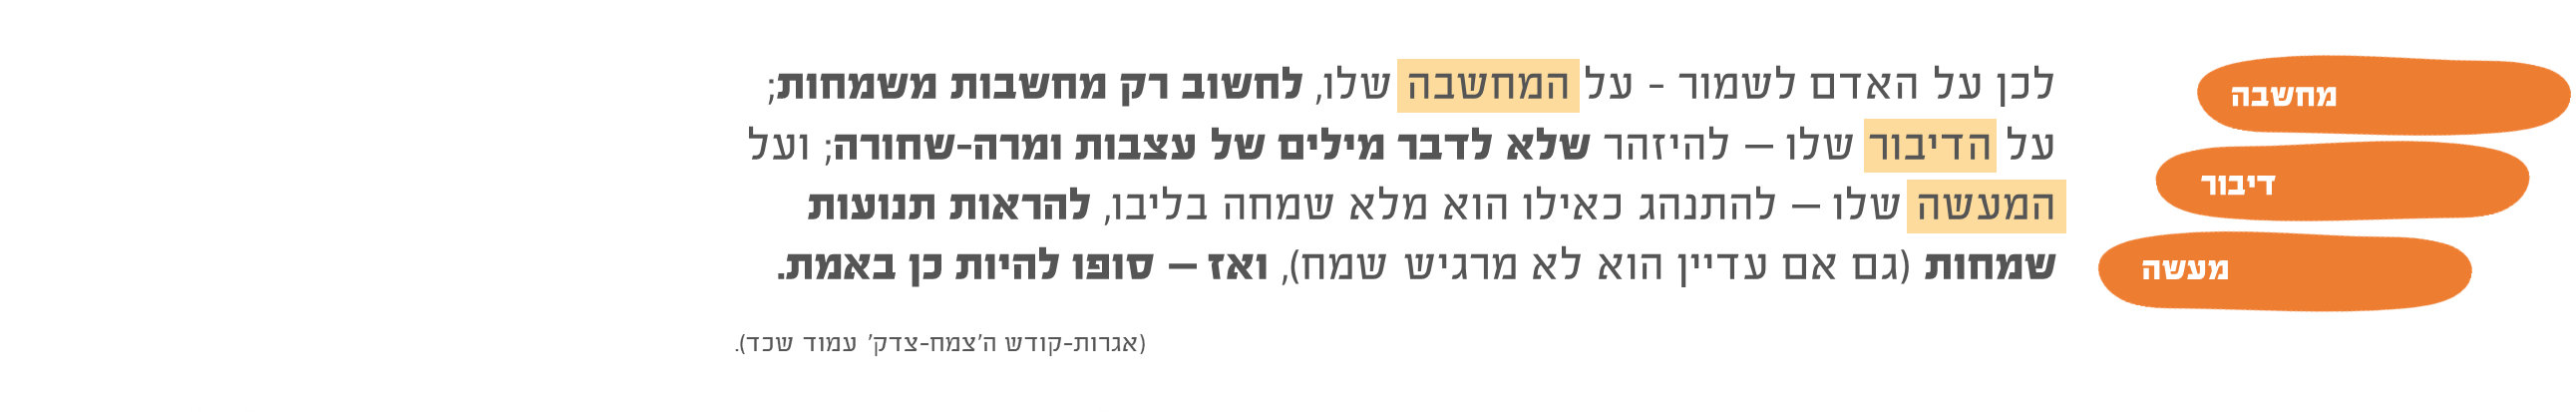 מחשבה
דיבור
מעשה
לכן על האדם לשמור - על המחשבה שלו, לחשוב רק מחשבות משמחות;
על הדיבור שלו – להיזהר שלא לדבר מילים של עצבות ומרה-שחורה; ועל
המעשה שלו – להתנהג כאילו הוא מלא שמחה בליבו, להראות תנועות
שמחות (גם אם עדיין הוא לא מרגיש שמח), ואז – סופו להיות כן באמת.
(אגרות-קודש ה'צמח-צדק' עמוד שכד).